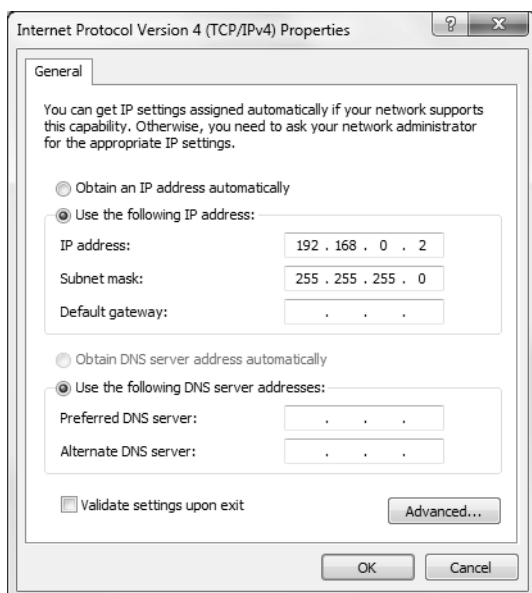 Internet Protocol Version 4 (TCP/IPv4) Properties
General
You can get IP settings assigned automatically if your network supports
this capability. Otherwise, you need to ask your network administrator
for the appropriate IP settings.
Obtain an IP address automatically
Use the following IP address:
IP address: 192 . 168 . 0 . 2
Subnet mask: 255 . 255 . 255 . 0
Default gateway: . . .
Obtain DNS server address automatically
Use the following DNS server addresses:
Preferred DNS server: . . .
Alternate DNS server: . . .
Validate settings upon exit
Advanced...
OK Cancel